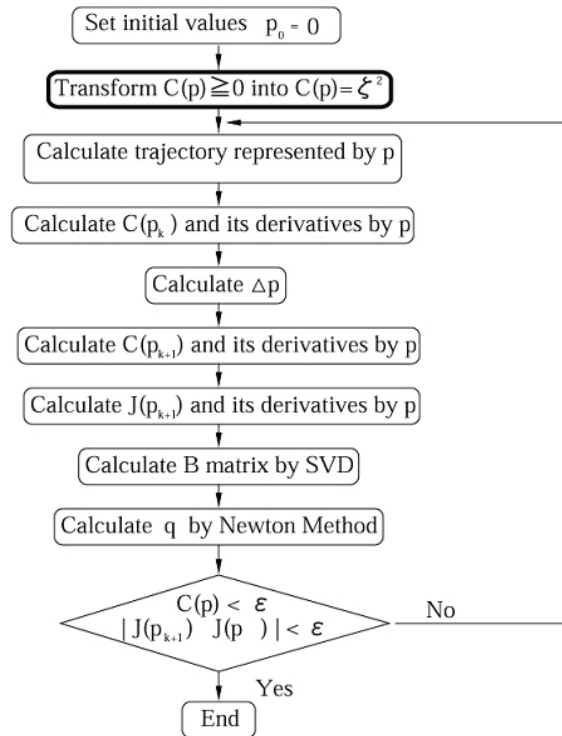 Set initial values p₀ = 0
Transform C(p)≧0 into C(p)=ζ²
Calculate trajectory represented by p
Calculate C(pₖ) and its derivatives by p
Calculate △p
Calculate C(pₖ₊₁) and its derivatives by p
Calculate J(pₖ₊₁) and its derivatives by p
Calculate B matrix by SVD
Calculate q by Newton Method
C(p) < ε
| J(pₖ₊₁) J(p ) | < ε
No
Yes
End